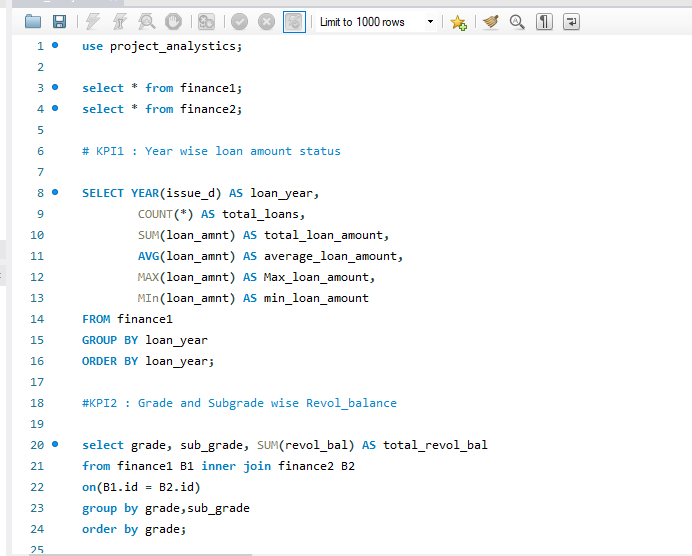 Limit to 1000 rows
1 use project_analystics;
2
3 select * from finance1;
4 select * from finance2;
5
6 # KPI1 : Year wise loan amount status
7
8 SELECT YEAR(issue_d) AS loan_year,
9 COUNT(*) AS total_loans,
10 SUM(loan_amnt) AS total_loan_amount,
11 AVG(loan_amnt) AS average_loan_amount,
12 MAX(loan_amnt) AS Max_loan_amount,
13 MIn(loan_amnt) AS min_loan_amount
14 FROM finance1
15 GROUP BY loan_year
16 ORDER BY loan_year;
17
18 #KPI2 : Grade and Subgrade wise Revol_balance
19
20 select grade, sub_grade, SUM(revol_bal) AS total_revol_bal
21 from finance1 B1 inner join finance2 B2
22 on(B1.id = B2.id)
23 group by grade,sub_grade
24 order by grade;
25